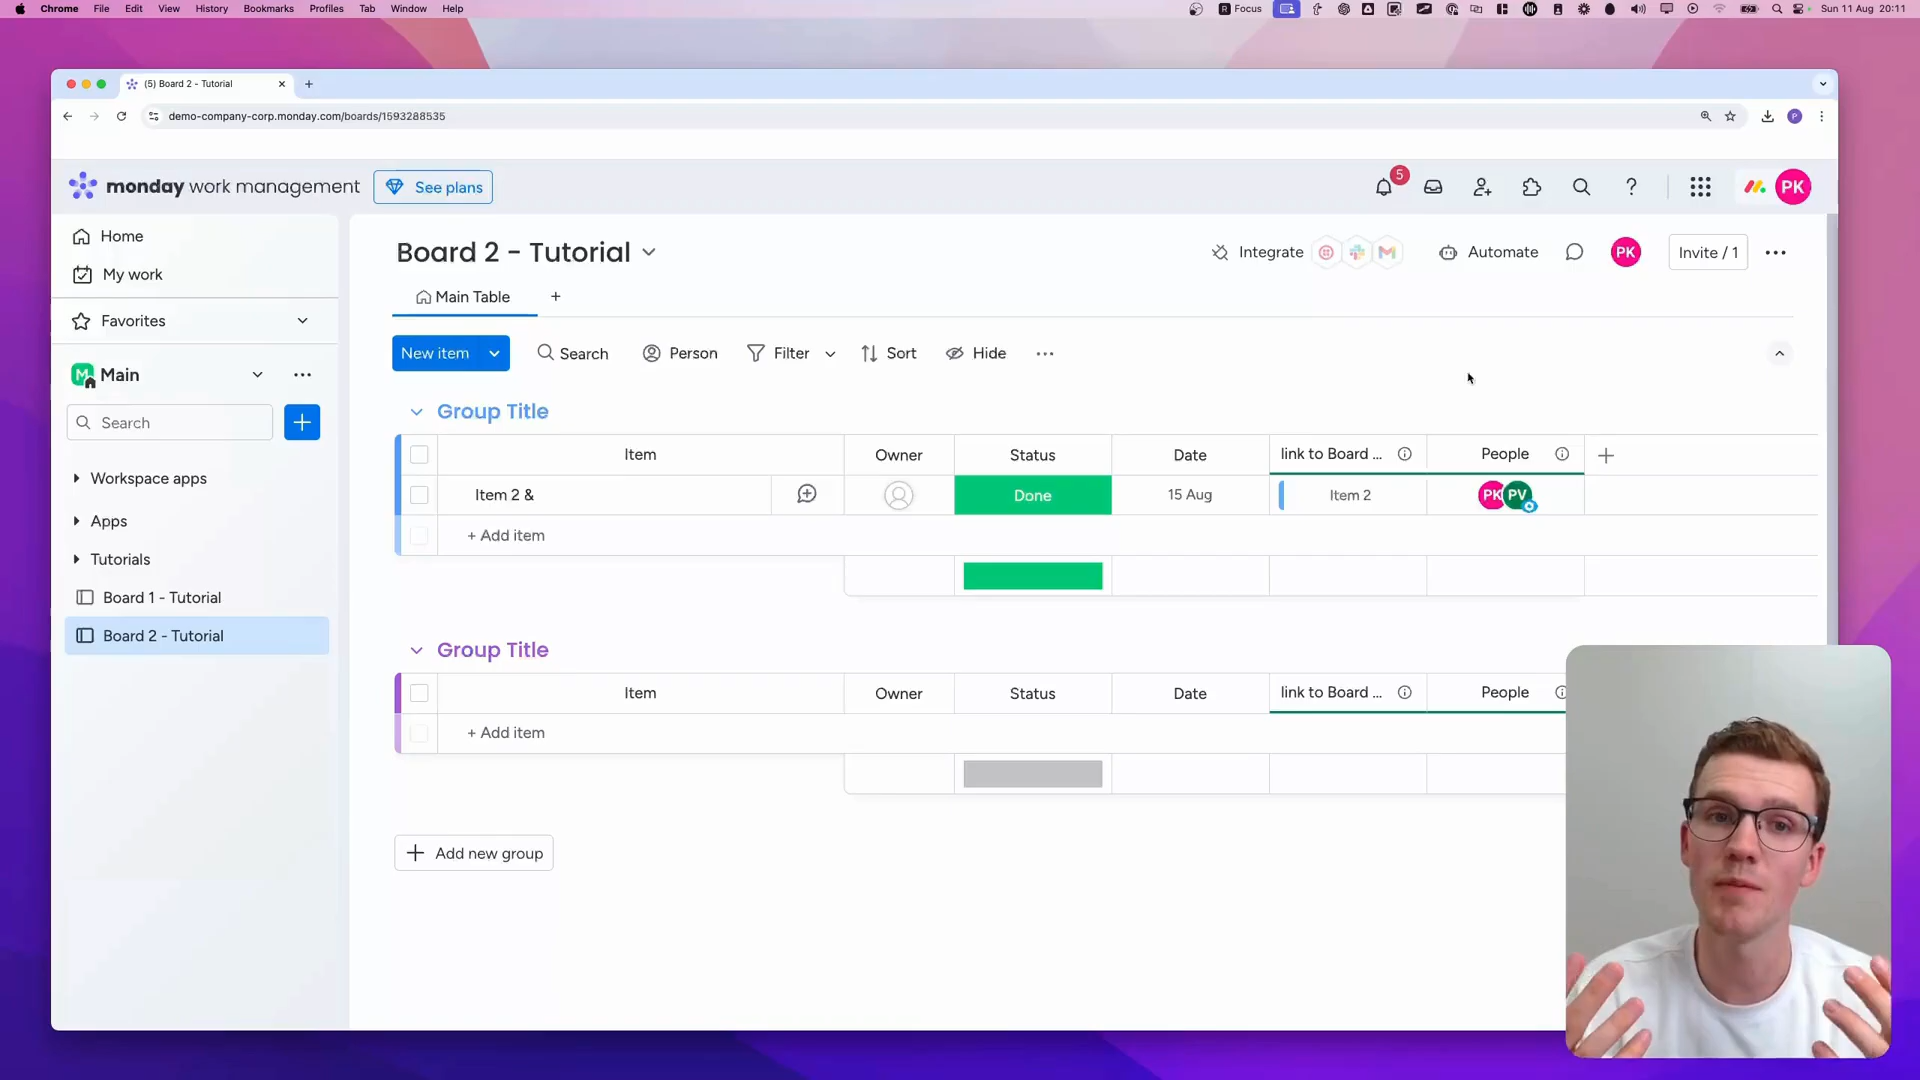 Chrome File Edit View History Bookmarks Profiles Tab Window Help Focus Sun 11 Aug 20:11
(5) Board 2 - Tutorial
demo-company-corp.monday.com/boards/1593288535
monday work management See plans 5 PK
Home
My work
Favorites
M Main
Search
Workspace apps
Apps
Tutorials
Board 1 - Tutorial
Board 2 - Tutorial
Board 2 - Tutorial Integrate Automate PK Invite / 1
Main Table
New item Search Person Filter Sort Hide
Group Title
Item Owner Status Date link to Board ... People
Item 2 & Done 15 Aug Item 2 PK PV
+ Add item
Group Title
Item Owner Status Date link to Board ... People
+ Add item
Add new group